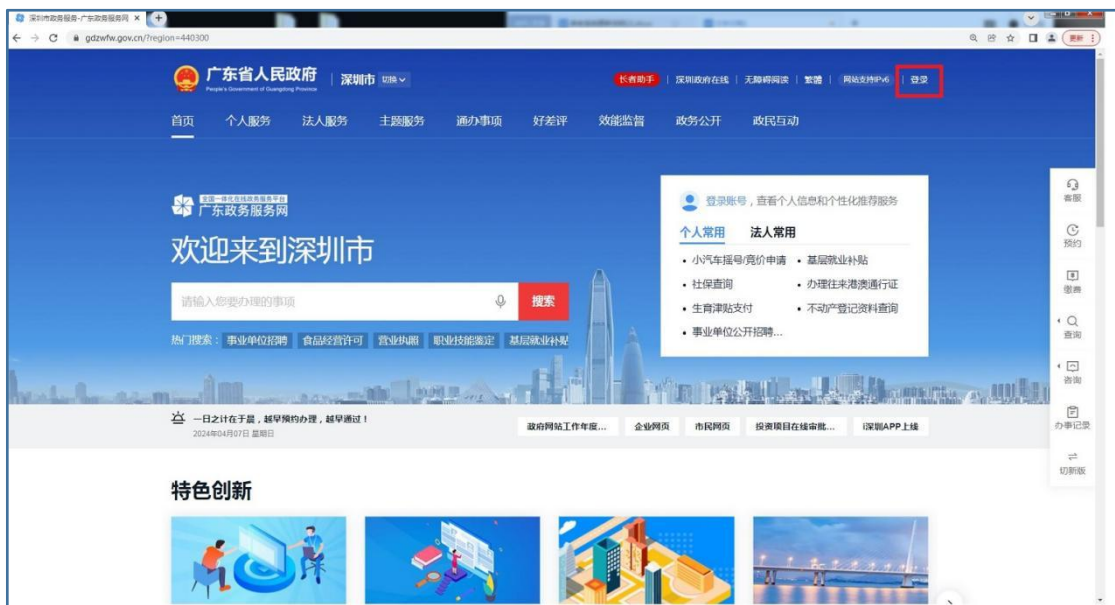 深圳市政务服务-广东政务服务网
gdzwfw.gov.cn/?region=440300
更新
广东省人民政府
People's Government of Guangdong Province
深圳市 切换
长者助手 | 深圳政府在线 | 无障碍阅读 | 繁體 | 网站支持IPv6 | 登录
首页 个人服务 法人服务 主题服务 通办事项 好差评 效能监督 政务公开 政民互动
全国一体化在线政务服务平台
广东政务服务网
欢迎来到深圳市
请输入您要办理的事项 搜索
热门搜索： 事业单位招聘 食品经营许可 营业执照 职业技能鉴定 基层就业补贴
登录账号，查看个人信息和个性化推荐服务
个人常用 法人常用
• 小汽车摇号/竞价申请 • 基层就业补贴
• 社保查询 • 办理往来港澳通行证
• 生育津贴支付 • 不动产登记资料查询
• 事业单位公开招聘...
客服
预约
缴费
查询
咨询
办事记录
切新版
一日之计在于晨，越早预约办理，越早通过！
2024年04月07日 星期日
政府网站工作年度... 企业网页 市民网页 投资项目在线审批... i深圳APP上线
特色创新